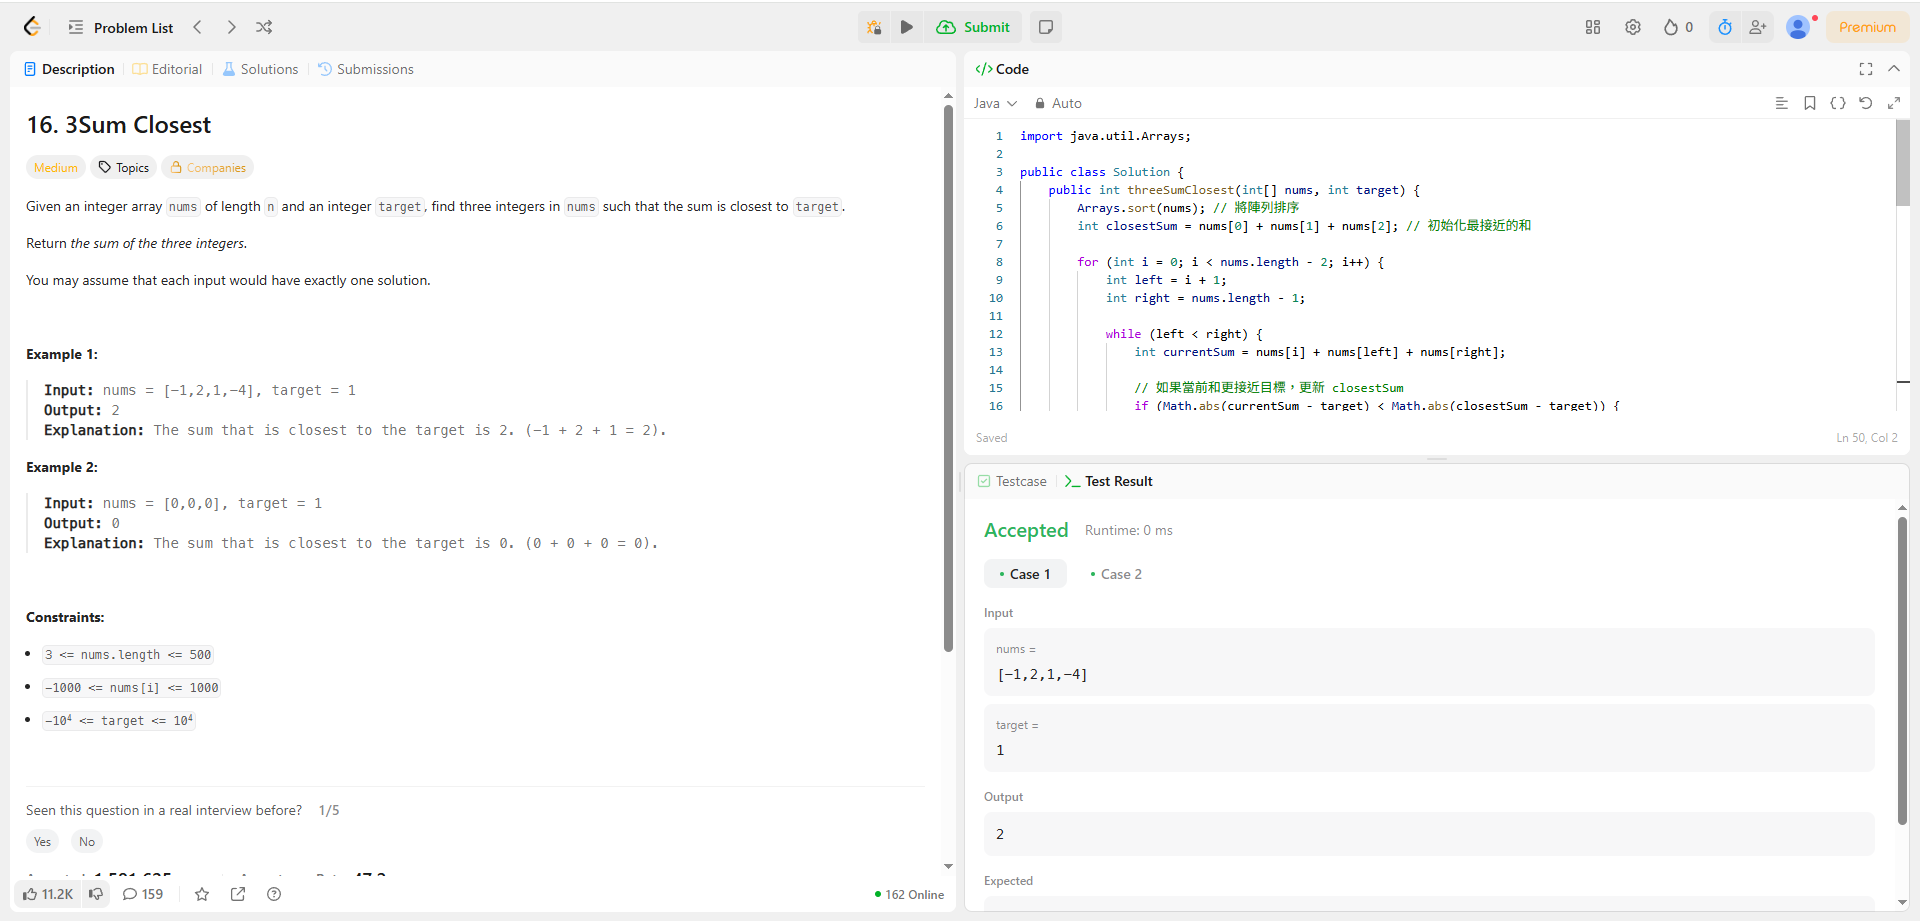 Problem List
Submit
0
Premium
Description
Editorial
Solutions
Submissions
16. 3Sum Closest
Medium
Topics
Companies
Given an integer array nums of length n and an integer target, find three integers in nums such that the sum is closest to target.
Return the sum of the three integers.
You may assume that each input would have exactly one solution.
Example 1:
Input: nums = [-1,2,1,-4], target = 1
Output: 2
Explanation: The sum that is closest to the target is 2. (-1 + 2 + 1 = 2).
Example 2:
Input: nums = [0,0,0], target = 1
Output: 0
Explanation: The sum that is closest to the target is 0. (0 + 0 + 0 = 0).
Constraints:
3 <= nums.length <= 500
-1000 <= nums[i] <= 1000
-10⁴ <= target <= 10⁴
Seen this question in a real interview before? 1/5
Yes
No
11.2K
159
162 Online
</> Code
Java
Auto
1 import java.util.Arrays;
2
3 public class Solution {
4 public int threeSumClosest(int[] nums, int target) {
5 Arrays.sort(nums); // 將陣列排序
6 int closestSum = nums[0] + nums[1] + nums[2]; // 初始化最接近的和
7
8 for (int i = 0; i < nums.length - 2; i++) {
9 int left = i + 1;
10 int right = nums.length - 1;
11
12 while (left < right) {
13 int currentSum = nums[i] + nums[left] + nums[right];
14
15 // 如果當前和更接近目標，更新 closestSum
16 if (Math.abs(currentSum - target) < Math.abs(closestSum - target)) {
Saved
Ln 50, Col 2
Testcase
Test Result
Accepted
Runtime: 0 ms
Case 1
Case 2
Input
nums =
[-1,2,1,-4]
target =
1
Output
2
Expected